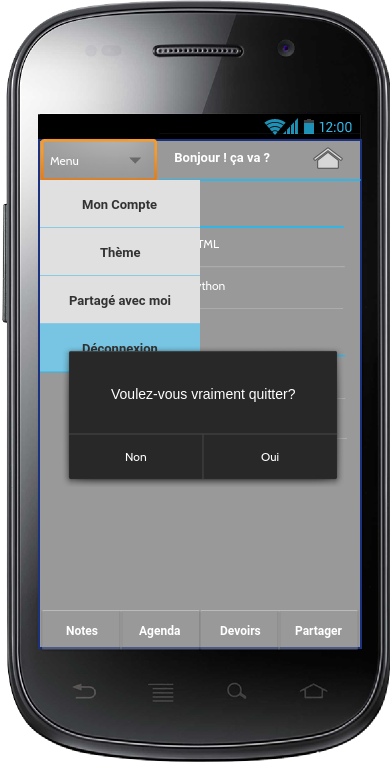 12:00
Menu
Bonjour ! ça va ?
Mon Compte
TML
Thème
ython
Partagé avec moi
Déconnexion
Voulez-vous vraiment quitter?
Non
Oui
Notes
Agenda
Devoirs
Partager